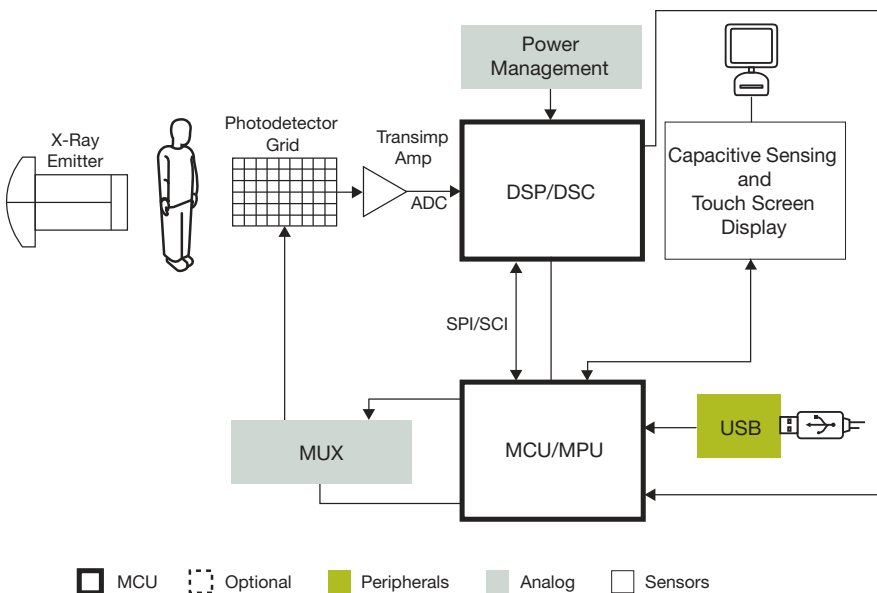 Power
Management
X-Ray
Emitter
Photodetector
Grid
Transimp
Amp
ADC
DSP/DSC
Capacitive Sensing
and
Touch Screen
Display
SPI/SCI
MUX
MCU/MPU
USB
MCU
Optional
Peripherals
Analog
Sensors